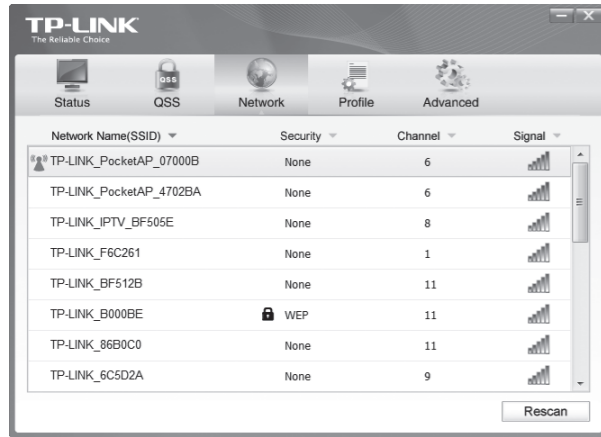 TP-LINK
The Reliable Choice
Status QSS Network Profile Advanced
Network Name(SSID) Security Channel Signal
TP-LINK_PocketAP_07000B None 6
TP-LINK_PocketAP_4702BA None 6
TP-LINK_IPTV_BF505E None 8
TP-LINK_F6C261 None 1
TP-LINK_BF512B None 11
TP-LINK_B000BE WEP 11
TP-LINK_86B0C0 None 11
TP-LINK_6C5D2A None 9
Rescan